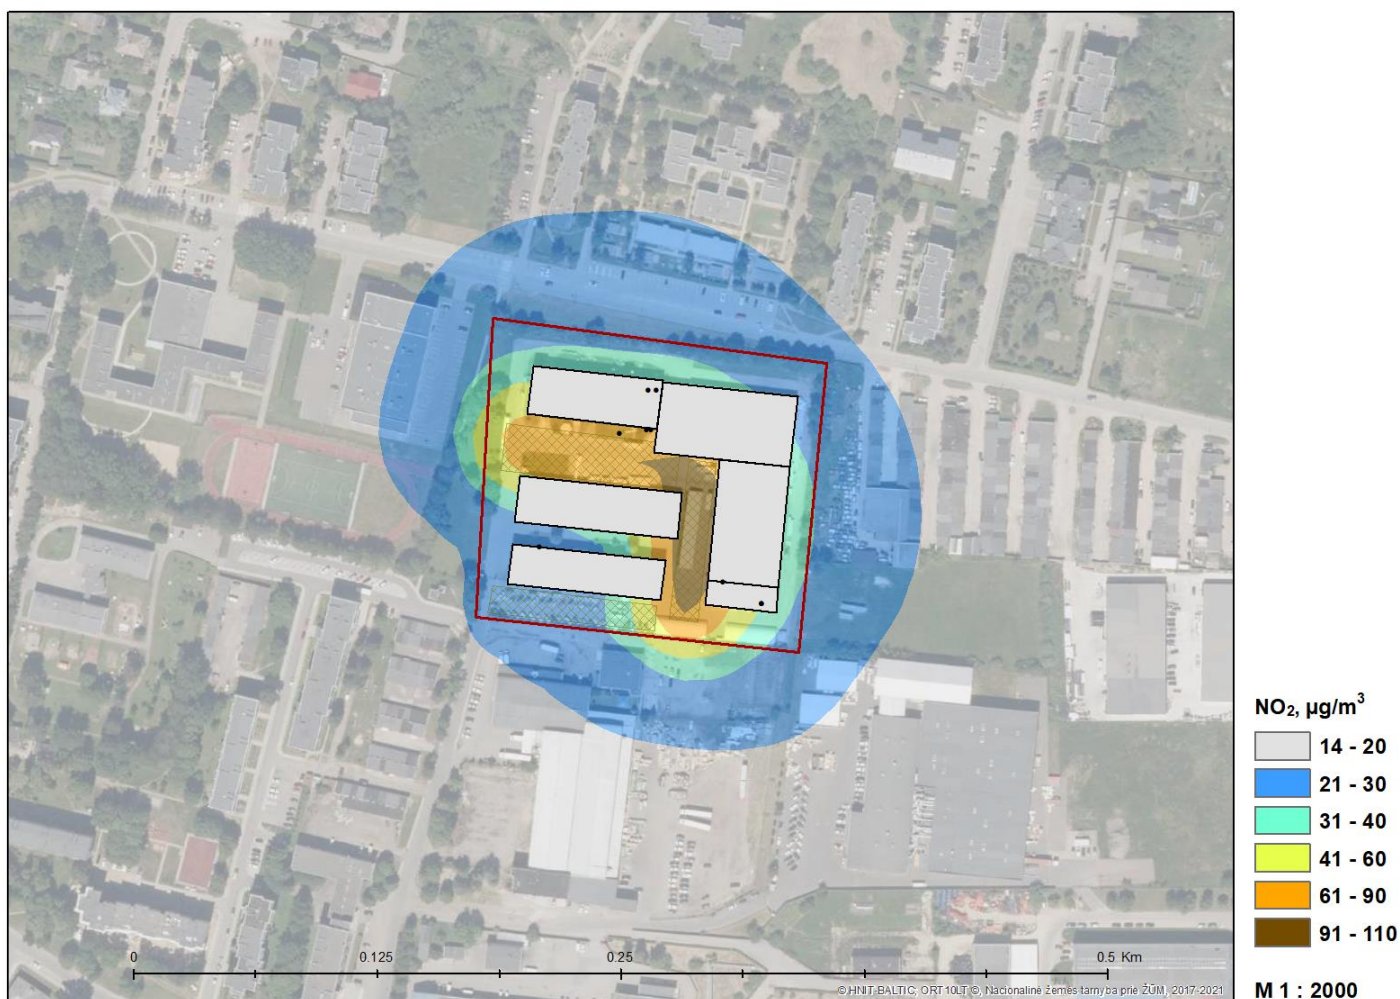 NO₂, µg/m³
14 - 20
21 - 30
31 - 40
41 - 60
61 - 90
91 - 110
M 1 : 2000
0 0.125 0.25 0.5 Km
© HNIT-BALTIC, ORT10LT ©, Nacionalinė žemės tarnyba prie ŽŪM, 2017-2021